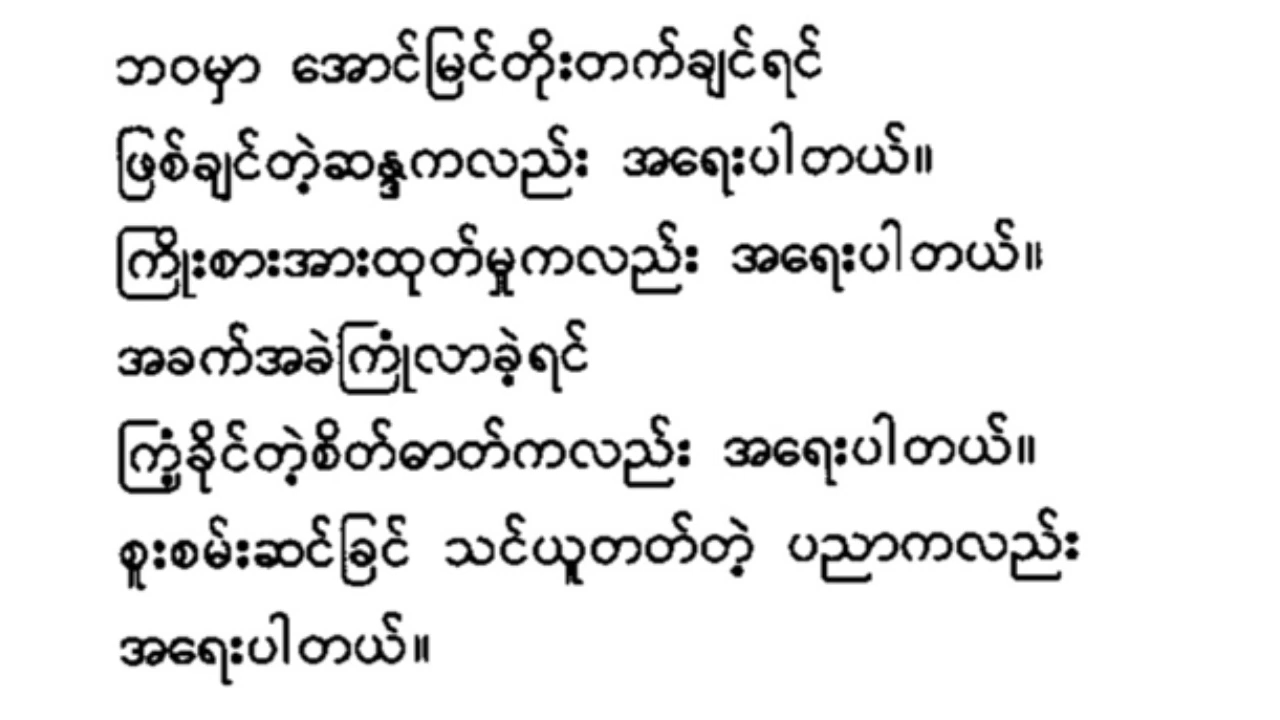 ဘဝမှာ အောင်မြင်တိုးတက်ချင်ရင်
ဖြစ်ချင်တဲ့ဆန္ဒကလည်း အရေးပါတယ်။
ကြိုးစားအားထုတ်မှုကလည်း အရေးပါတယ်။
အခက်အခဲကြုံလာခဲ့ရင်
ကြံ့ခိုင်တဲ့စိတ်ဓာတ်ကလည်း အရေးပါတယ်။
စူးစမ်းဆင်ခြင် သင်ယူတတ်တဲ့ ပညာကလည်း
အရေးပါတယ်။